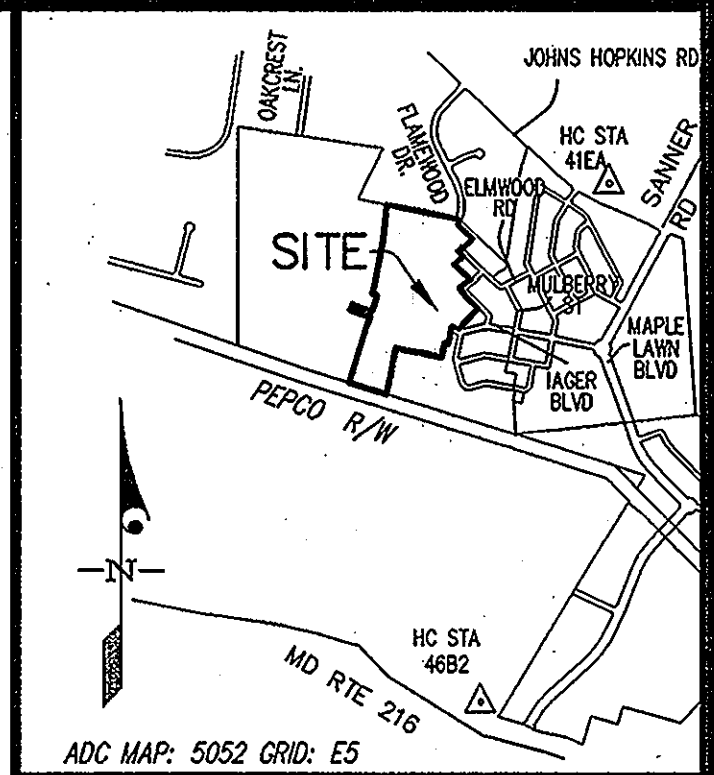 JOHNS HOPKINS RD
OAKCREST
LN.
FLAMEWOOD
DR.
HC STA
41EA
SANNER
RD
ELMWOOD
RD
SITE
MULBERRY
ST
MAPLE
LAWN
BLVD
IAGER
BLVD
PEPCO R/W
N
HC STA
46B2
MD RTE 216
ADC MAP: 5052 GRID: E5